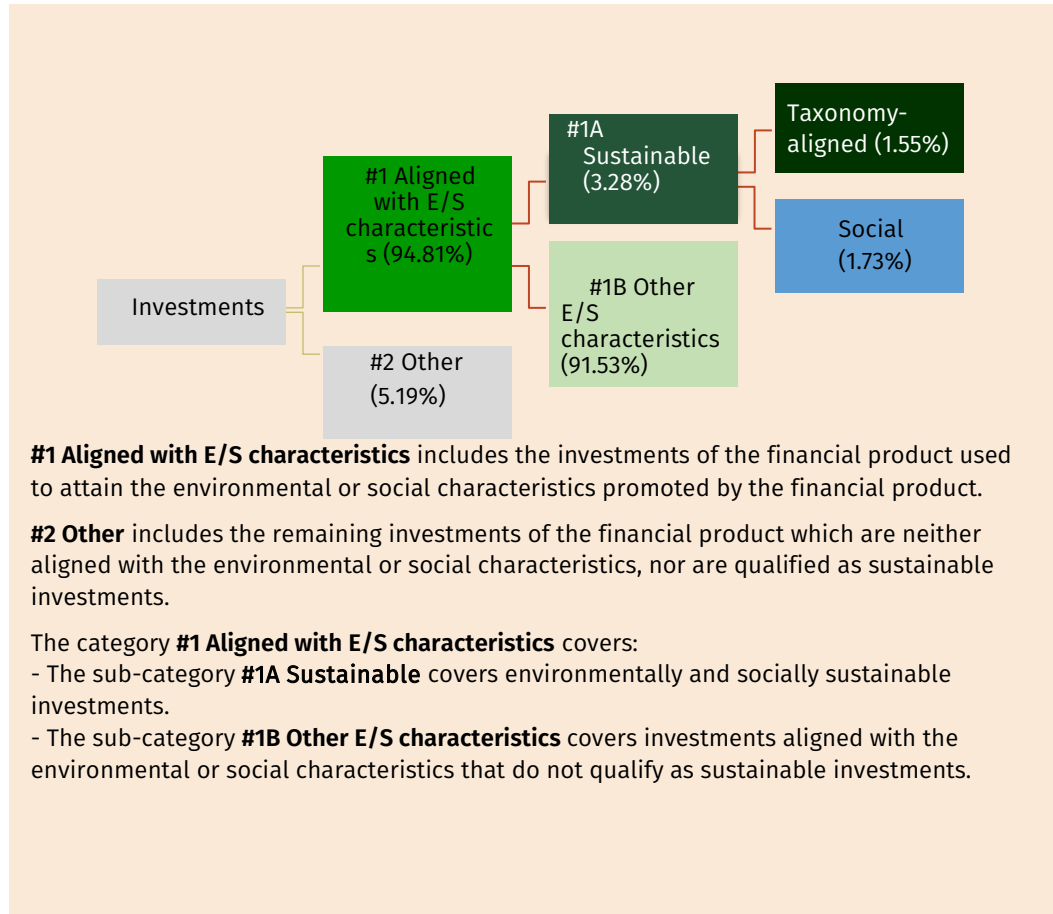 Investments
#1 Aligned
with E/S
characteristic
s (94.81%)
#2 Other
(5.19%)
#1A
Sustainable
(3.28%)
#1B Other
E/S
characteristics
(91.53%)
Taxonomy-
aligned (1.55%)
Social
(1.73%)
#1 Aligned with E/S characteristics includes the investments of the financial product used
to attain the environmental or social characteristics promoted by the financial product.
#2 Other includes the remaining investments of the financial product which are neither
aligned with the environmental or social characteristics, nor are qualified as sustainable
investments.
The category #1 Aligned with E/S characteristics covers:
- The sub-category #1A Sustainable covers environmentally and socially sustainable
investments.
- The sub-category #1B Other E/S characteristics covers investments aligned with the
environmental or social characteristics that do not qualify as sustainable investments.